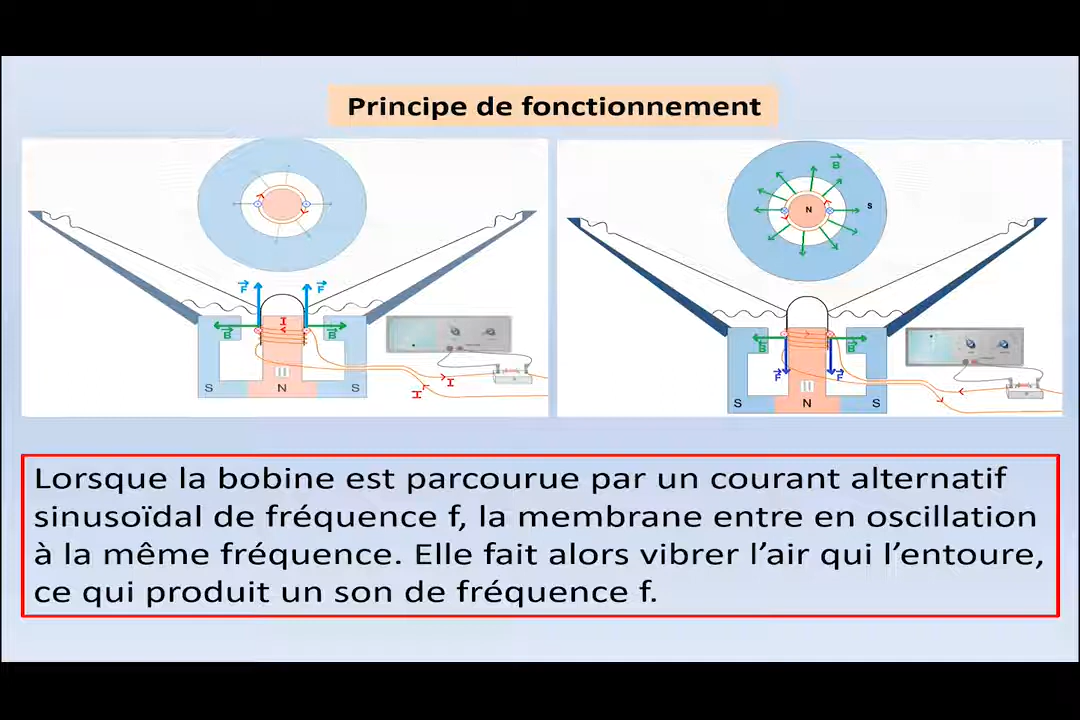 Principe de fonctionnement
B
N
S
F
F
I
B
B
S
N
S
I
I
B
B
F
F
S
N
S
Lorsque la bobine est parcourue par un courant alternatif
sinusoïdal de fréquence f, la membrane entre en oscillation
à la même fréquence. Elle fait alors vibrer l’air qui l’entoure,
ce qui produit un son de fréquence f.